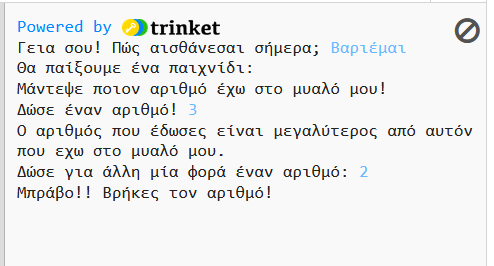 Powered by trinket
Γεια σου! Πώς αισθάνεσαι σήμερα; Βαριέμαι
Θα παίξουμε ένα παιχνίδι:
Μάντεψε ποιον αριθμό έχω στο μυαλό μου!
Δώσε έναν αριθμό! 3
Ο αριθμός που έδωσες είναι μεγαλύτερος από αυτόν
που εχω στο μυαλό μου.
Δώσε για άλλη μία φορά έναν αριθμό: 2
Μπράβο!! Βρήκες τον αριθμό!